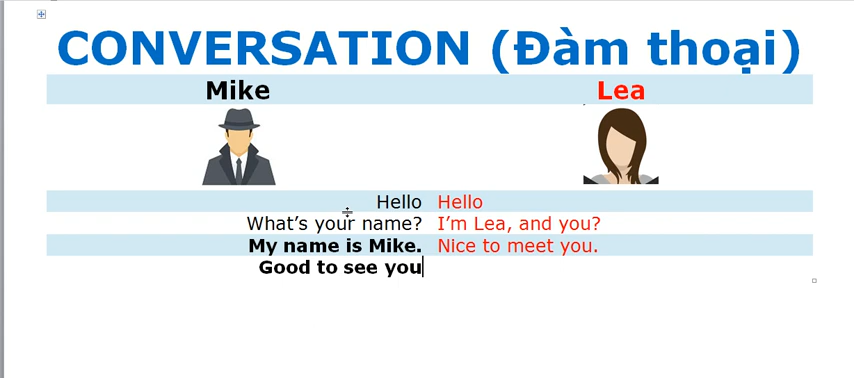 CONVERSATION (Đàm thoại)
Mike Lea
Hello Hello
What's your name? I'm Lea, and you?
My name is Mike. Nice to meet you.
Good to see you